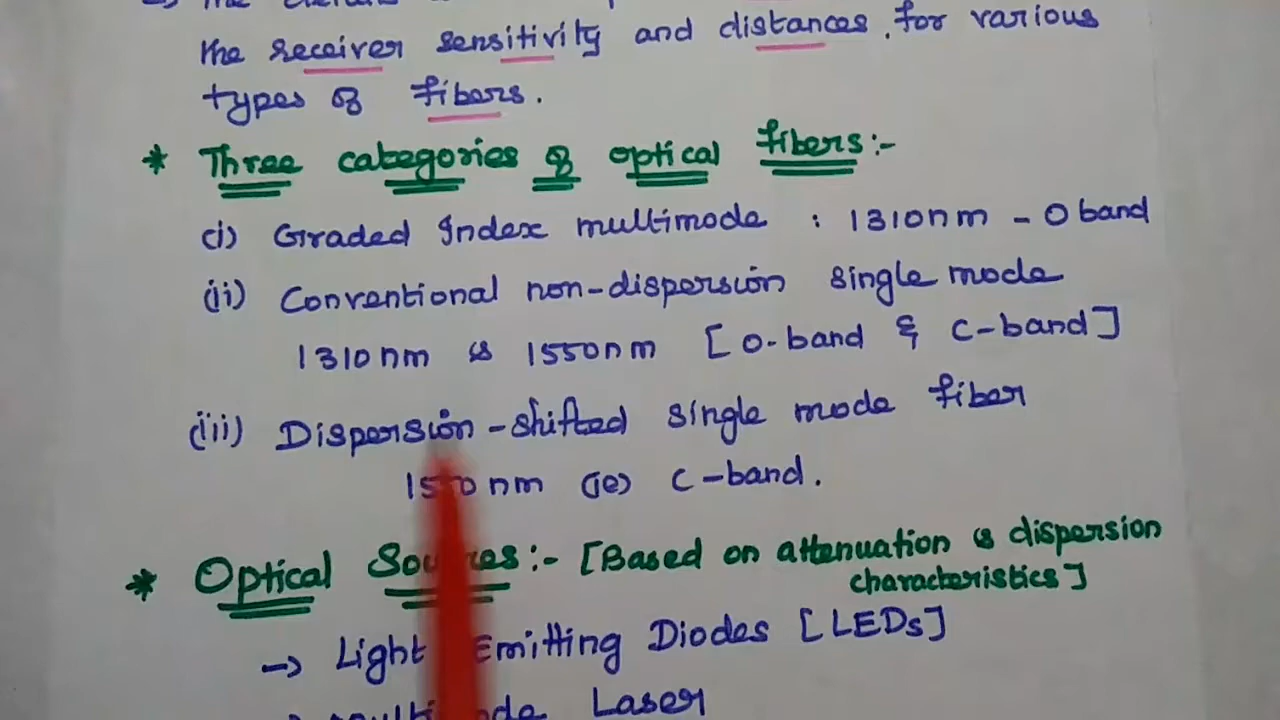 the receiver sensitivity and distances for various
types of fibers.
* Three categories of optical fibers:-
(i) Graded Index multimode : 1310nm - O band
(ii) Conventional non-dispersion single mode
1310nm & 1550nm [O-band & C-band]
(iii) Dispersion-shifted single mode fiber
nm (ie) C-band.
* Optical :- [Based on attenuation & dispersion
characteristics]
→ Light Emitting Diodes [LEDs]
Laser